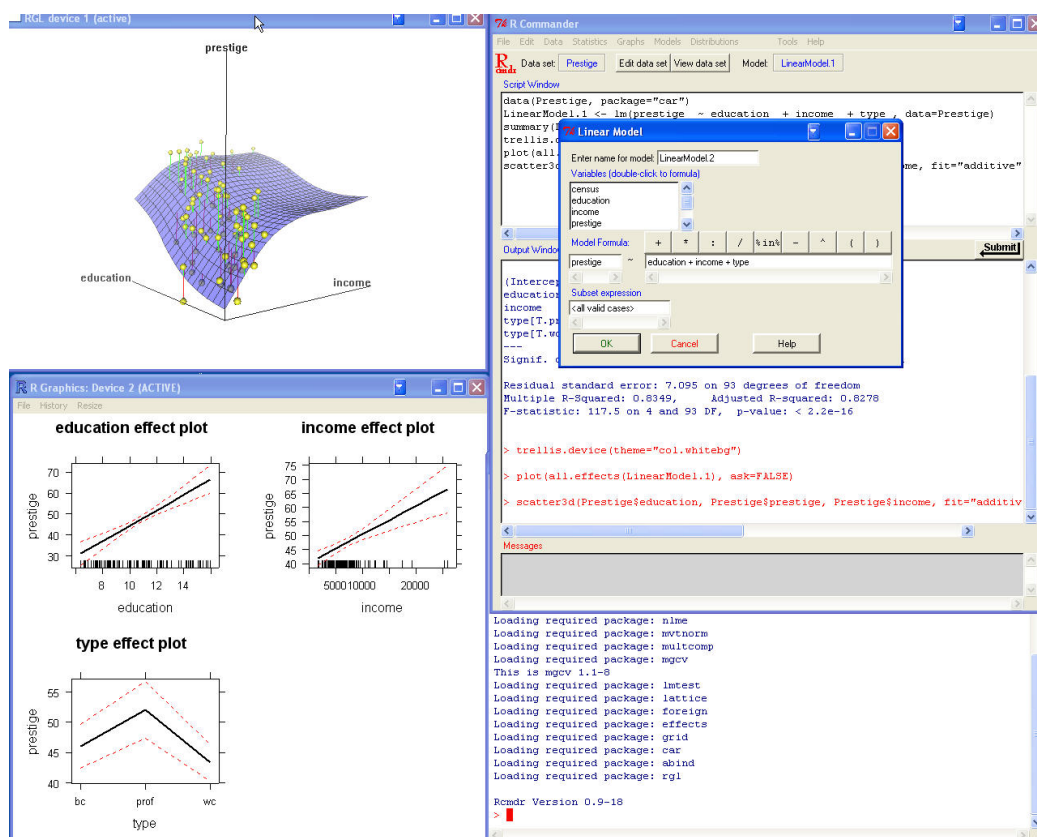 RGL device 1 (active)
prestige
education
income
R Graphics: Device 2 (ACTIVE)
File History Resize
education effect plot
prestige
70
60
50
40
30
8 10 12 14
education
income effect plot
prestige
75
70
65
60
55
50
45
40
5000 10000 20000
income
type effect plot
prestige
55
50
45
40
bc prof wc
type
R Commander
File Edit Data Statistics Graphs Models Distributions Tools Help
R
cmdr
Data set: Prestige Edit data set View data set Model: LinearModel.1
Script Window
data(Prestige, package="car")
LinearModel.1 <- lm(prestige ~ education + income + type , data=Prestige)
summary(
trellis.
plot(all.
scatter3d( me, fit="additive"
Submit
Linear Model
Enter name for model: LinearModel.2
Variables (double-click to formula)
census
education
income
prestige
Model Formula: + * : / %in% - ^ ( )
prestige ~ education + income + type
Subset expression
<all valid cases>
OK Cancel Help
Output Window
(Intercep
education
income
type[T.pr
type[T.wc
---
Signif. c
Residual standard error: 7.095 on 93 degrees of freedom
Multiple R-Squared: 0.8349, Adjusted R-squared: 0.8278
F-statistic: 117.5 on 4 and 93 DF, p-value: < 2.2e-16
> trellis.device(theme="col.whitebg")
> plot(all.effects(LinearModel.1), ask=FALSE)
> scatter3d(Prestige$education, Prestige$prestige, Prestige$income, fit="additiv
Messages
Loading required package: nlme
Loading required package: mvtnorm
Loading required package: multcomp
Loading required package: mgcv
This is mgcv 1.1-8
Loading required package: lmtest
Loading required package: lattice
Loading required package: foreign
Loading required package: effects
Loading required package: grid
Loading required package: car
Loading required package: abind
Loading required package: rgl
Rcmdr Version 0.9-18
>